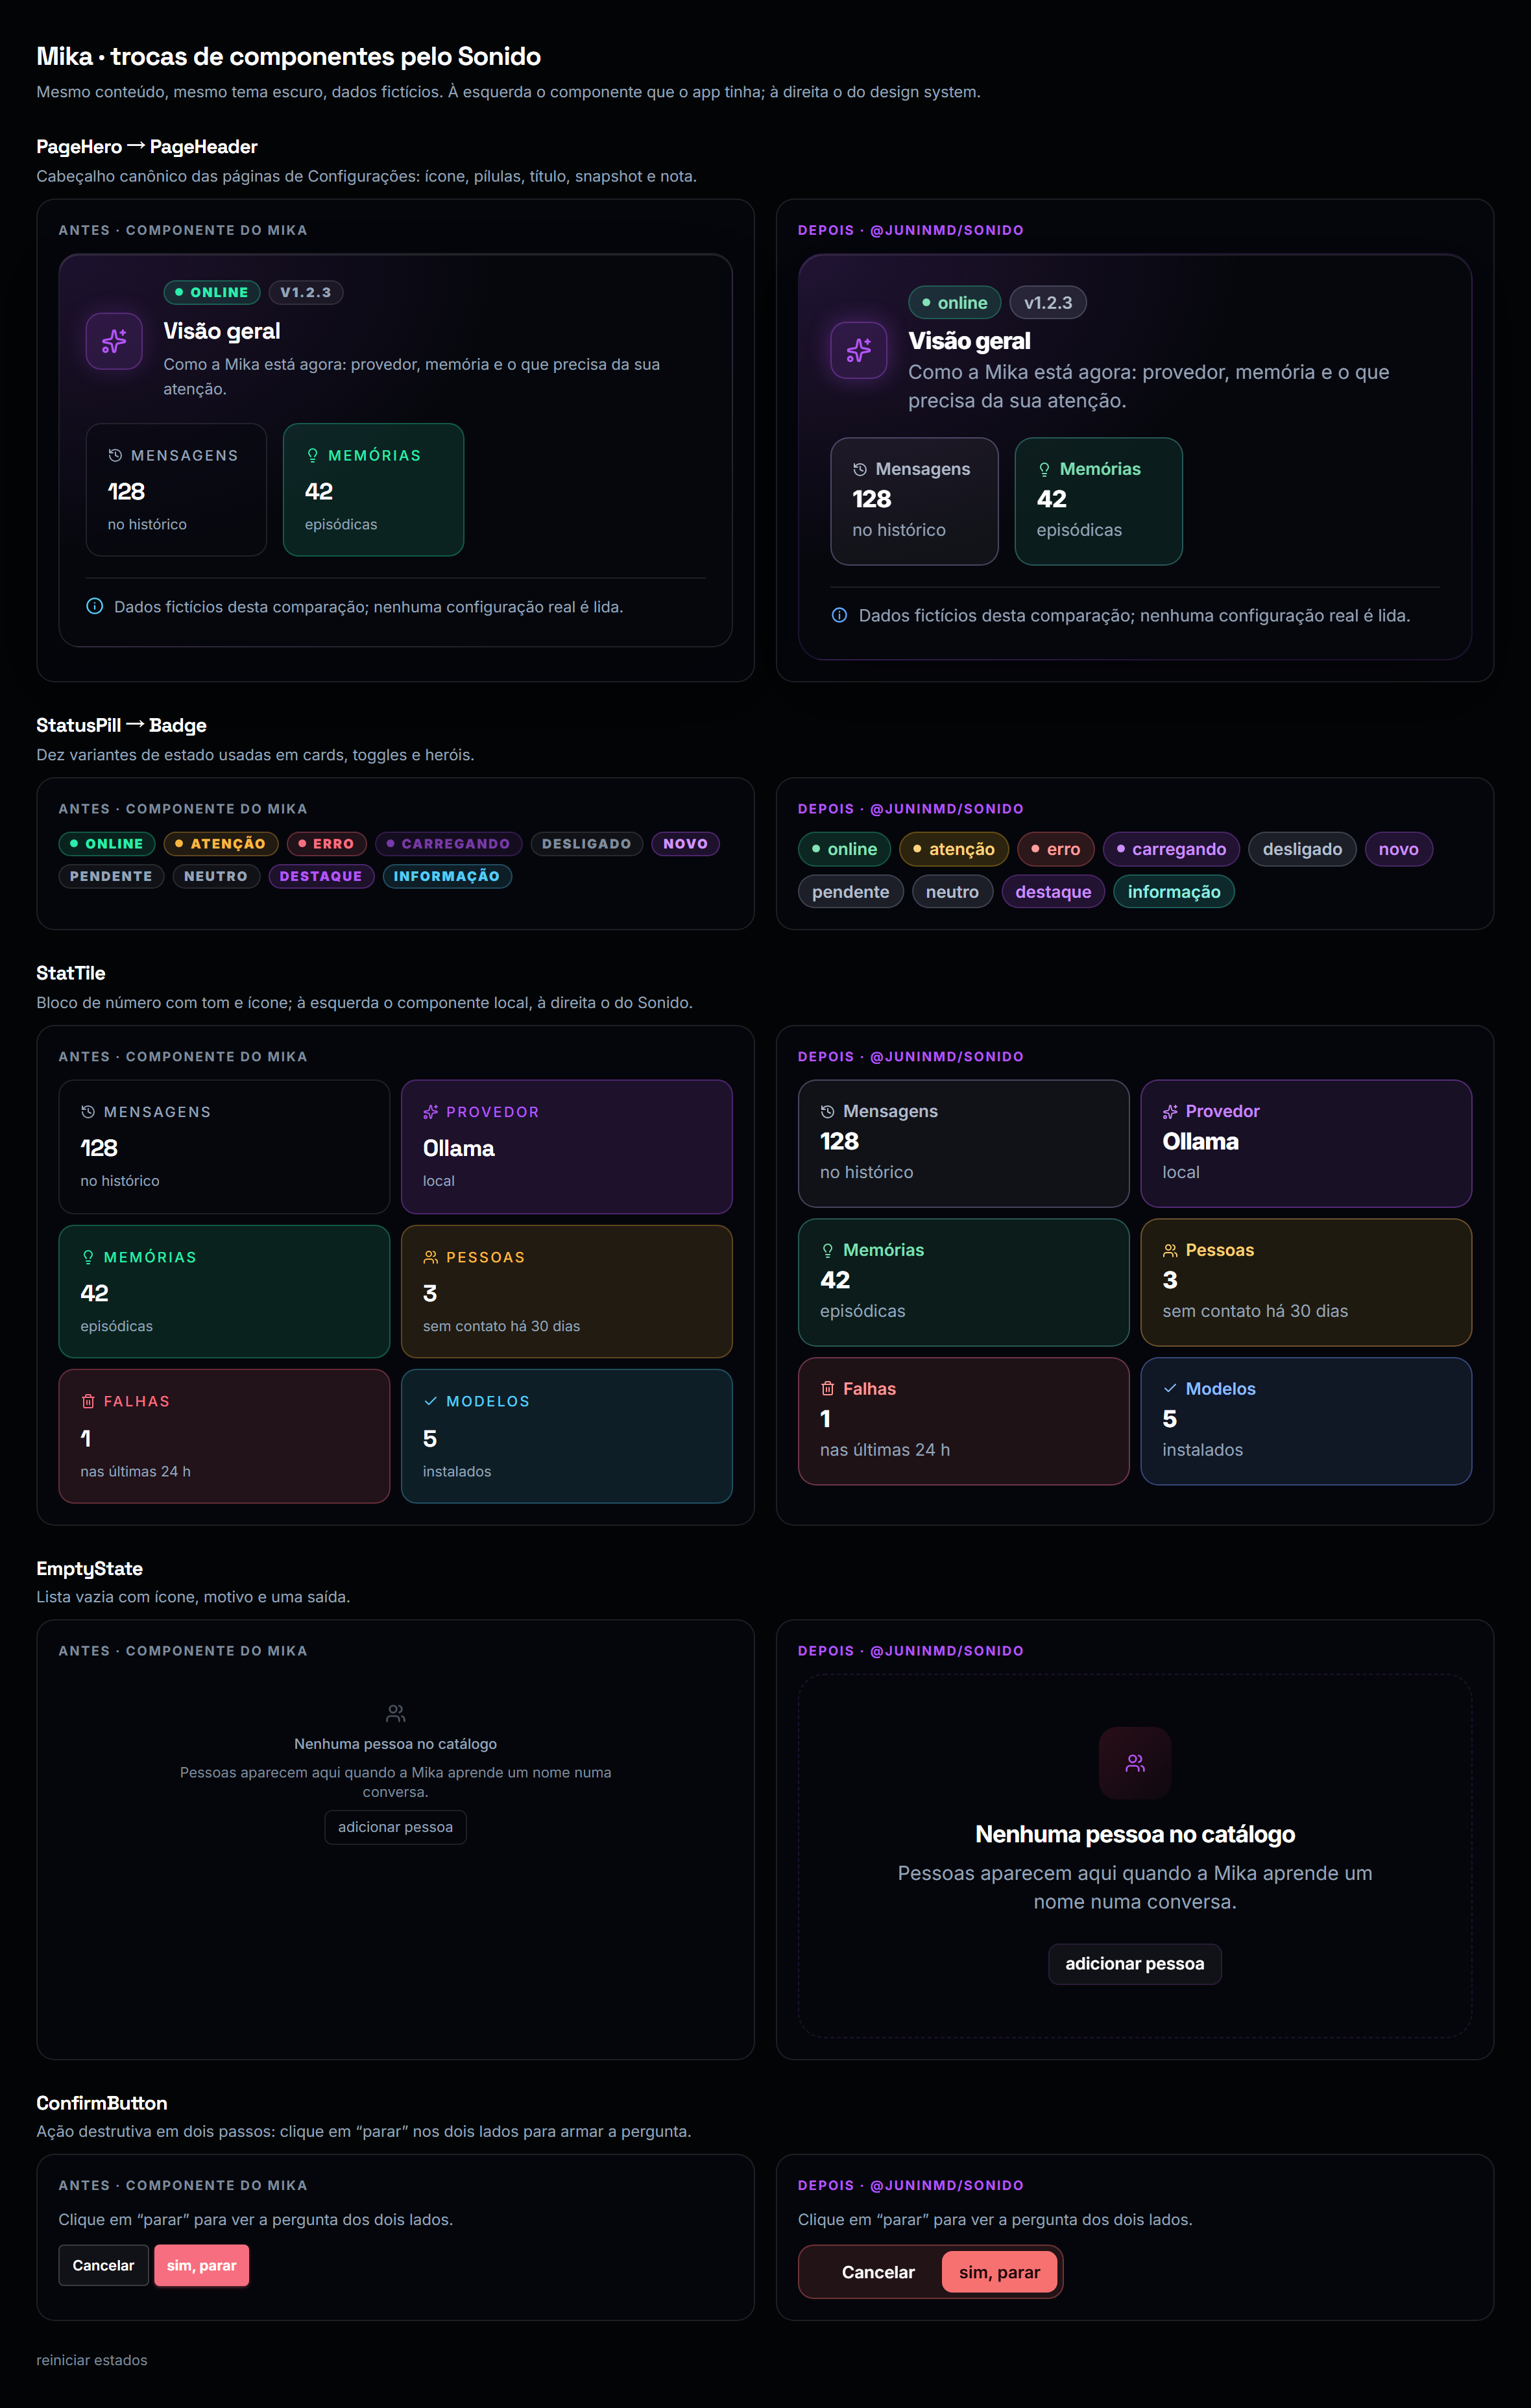 Mika · trocas de componentes pelo Sonido
Mesmo conteúdo, mesmo tema escuro, dados fictícios. À esquerda o componente que o app tinha; à direita o do design system.
PageHero → PageHeader
Cabeçalho canônico das páginas de Configurações: ícone, pílulas, título, snapshot e nota.
ANTES · COMPONENTE DO MIKA
ONLINE V1.2.3
Visão geral
Como a Mika está agora: provedor, memória e o que precisa da sua
atenção.
MENSAGENS
128
no histórico
MEMÓRIAS
42
episódicas
Dados fictícios desta comparação; nenhuma configuração real é lida.
DEPOIS · @JUNINMD/SONIDO
online v1.2.3
Visão geral
Como a Mika está agora: provedor, memória e o que
precisa da sua atenção.
Mensagens
128
no histórico
Memórias
42
episódicas
Dados fictícios desta comparação; nenhuma configuração real é lida.
StatusPill → Badge
Dez variantes de estado usadas em cards, toggles e heróis.
ANTES · COMPONENTE DO MIKA
ONLINE ATENÇÃO ERRO CARREGANDO DESLIGADO NOVO
PENDENTE NEUTRO DESTAQUE INFORMAÇÃO
DEPOIS · @JUNINMD/SONIDO
online atenção erro carregando desligado novo
pendente neutro destaque informação
StatTile
Bloco de número com tom e ícone; à esquerda o componente local, à direita o do Sonido.
ANTES · COMPONENTE DO MIKA
MENSAGENS
128
no histórico
PROVEDOR
Ollama
local
MEMÓRIAS
42
episódicas
PESSOAS
3
sem contato há 30 dias
FALHAS
1
nas últimas 24 h
MODELOS
5
instalados
DEPOIS · @JUNINMD/SONIDO
Mensagens
128
no histórico
Provedor
Ollama
local
Memórias
42
episódicas
Pessoas
3
sem contato há 30 dias
Falhas
1
nas últimas 24 h
Modelos
5
instalados
EmptyState
Lista vazia com ícone, motivo e uma saída.
ANTES · COMPONENTE DO MIKA
Nenhuma pessoa no catálogo
Pessoas aparecem aqui quando a Mika aprende um nome numa
conversa.
adicionar pessoa
DEPOIS · @JUNINMD/SONIDO
Nenhuma pessoa no catálogo
Pessoas aparecem aqui quando a Mika aprende um
nome numa conversa.
adicionar pessoa
ConfirmButton
Ação destrutiva em dois passos: clique em “parar” nos dois lados para armar a pergunta.
ANTES · COMPONENTE DO MIKA
Clique em “parar” para ver a pergunta dos dois lados.
Cancelar sim, parar
DEPOIS · @JUNINMD/SONIDO
Clique em “parar” para ver a pergunta dos dois lados.
Cancelar sim, parar
reiniciar estados